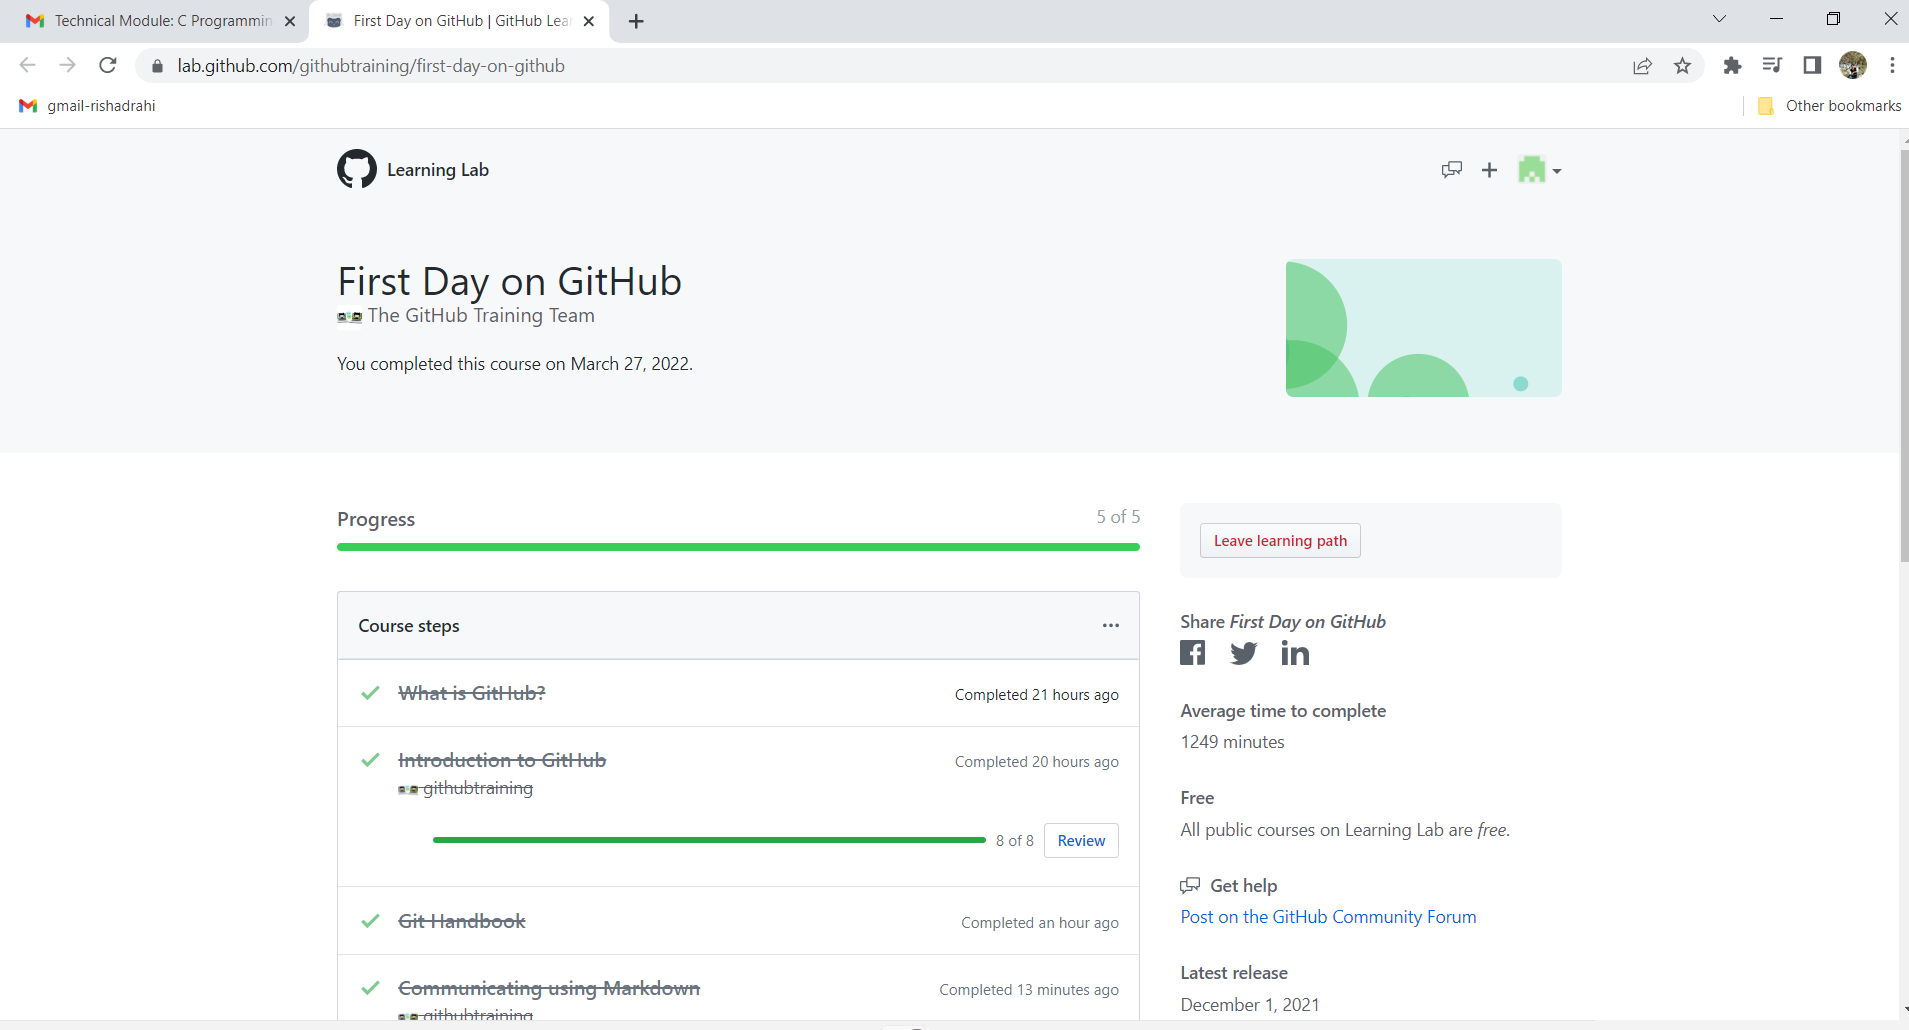 Technical Module: C Programmin
First Day on GitHub | GitHub Lea
lab.github.com/githubtraining/first-day-on-github
gmail-rishadrahi
Other bookmarks
Learning Lab
First Day on GitHub
The GitHub Training Team
You completed this course on March 27, 2022.
Progress
5 of 5
Leave learning path
Course steps
...
What is GitHub?
Completed 21 hours ago
Introduction to GitHub
Completed 20 hours ago
githubtraining
8 of 8
Review
Git Handbook
Completed an hour ago
Communicating using Markdown
Completed 13 minutes ago
githubtraining
Share First Day on GitHub
Average time to complete
1249 minutes
Free
All public courses on Learning Lab are free.
Get help
Post on the GitHub Community Forum
Latest release
December 1, 2021